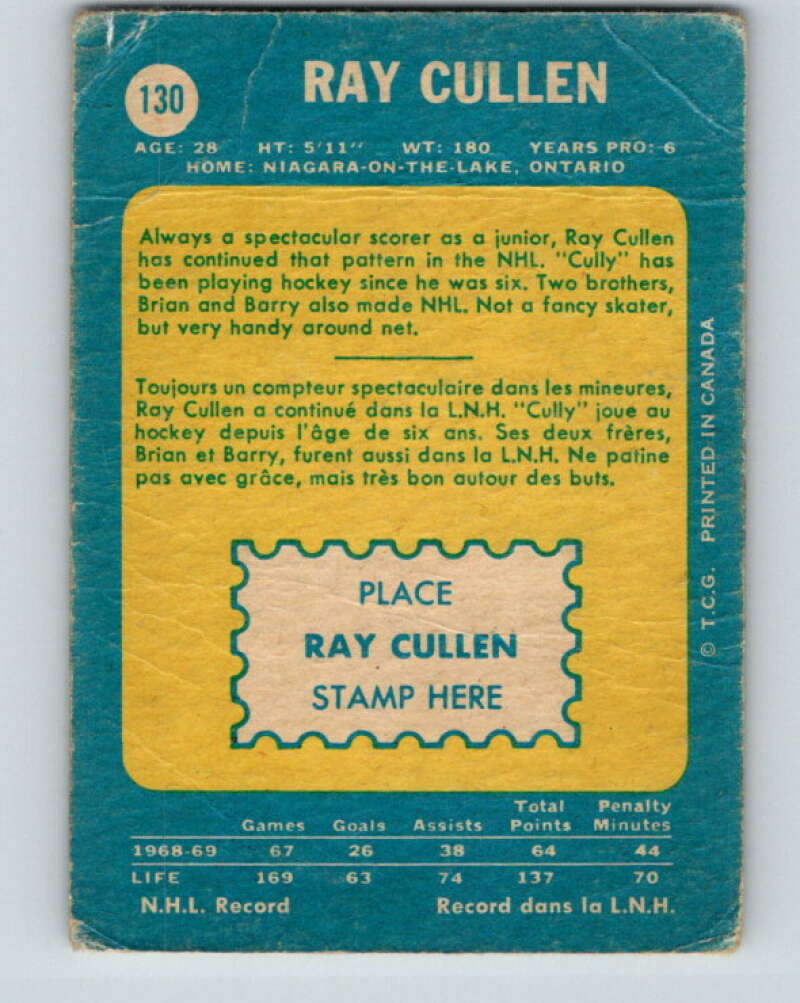 130
RAY CULLEN
AGE: 28 HT: 5'11" WT: 180 YEARS PRO: 6
HOME: NIAGARA-ON-THE-LAKE, ONTARIO
Always a spectacular scorer as a junior, Ray Cullen
has continued that pattern in the NHL. "Cully" has
been playing hockey since he was six. Two brothers,
Brian and Barry also made NHL. Not a fancy skater,
but very handy around net.
Toujours un compteur spectaculaire dans les mineures,
Ray Cullen a continué dans la L.N.H. "Cully" joue au
hockey depuis l'âge de six ans. Ses deux frères,
Brian et Barry, furent aussi dans la L.N.H. Ne patine
pas avec grâce, mais très bon autour des buts.
PLACE
RAY CULLEN
STAMP HERE
© T.C.G. PRINTED IN CANADA
Games Goals Assists Total Points Penalty Minutes
1968-69 67 26 38 64 44
LIFE 169 63 74 137 70
N.H.L. Record Record dans la L.N.H.